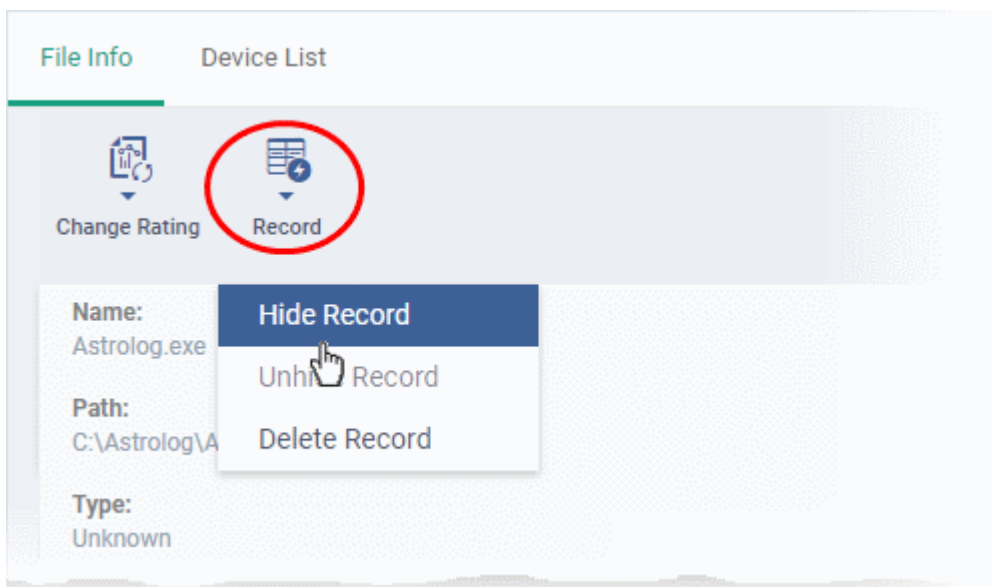 File Info Device List
Change Rating Record
Name:
Astrolog.exe
Hide Record
Unhi Record
Path:
C:\Astrolog\A
Delete Record
Type:
Unknown